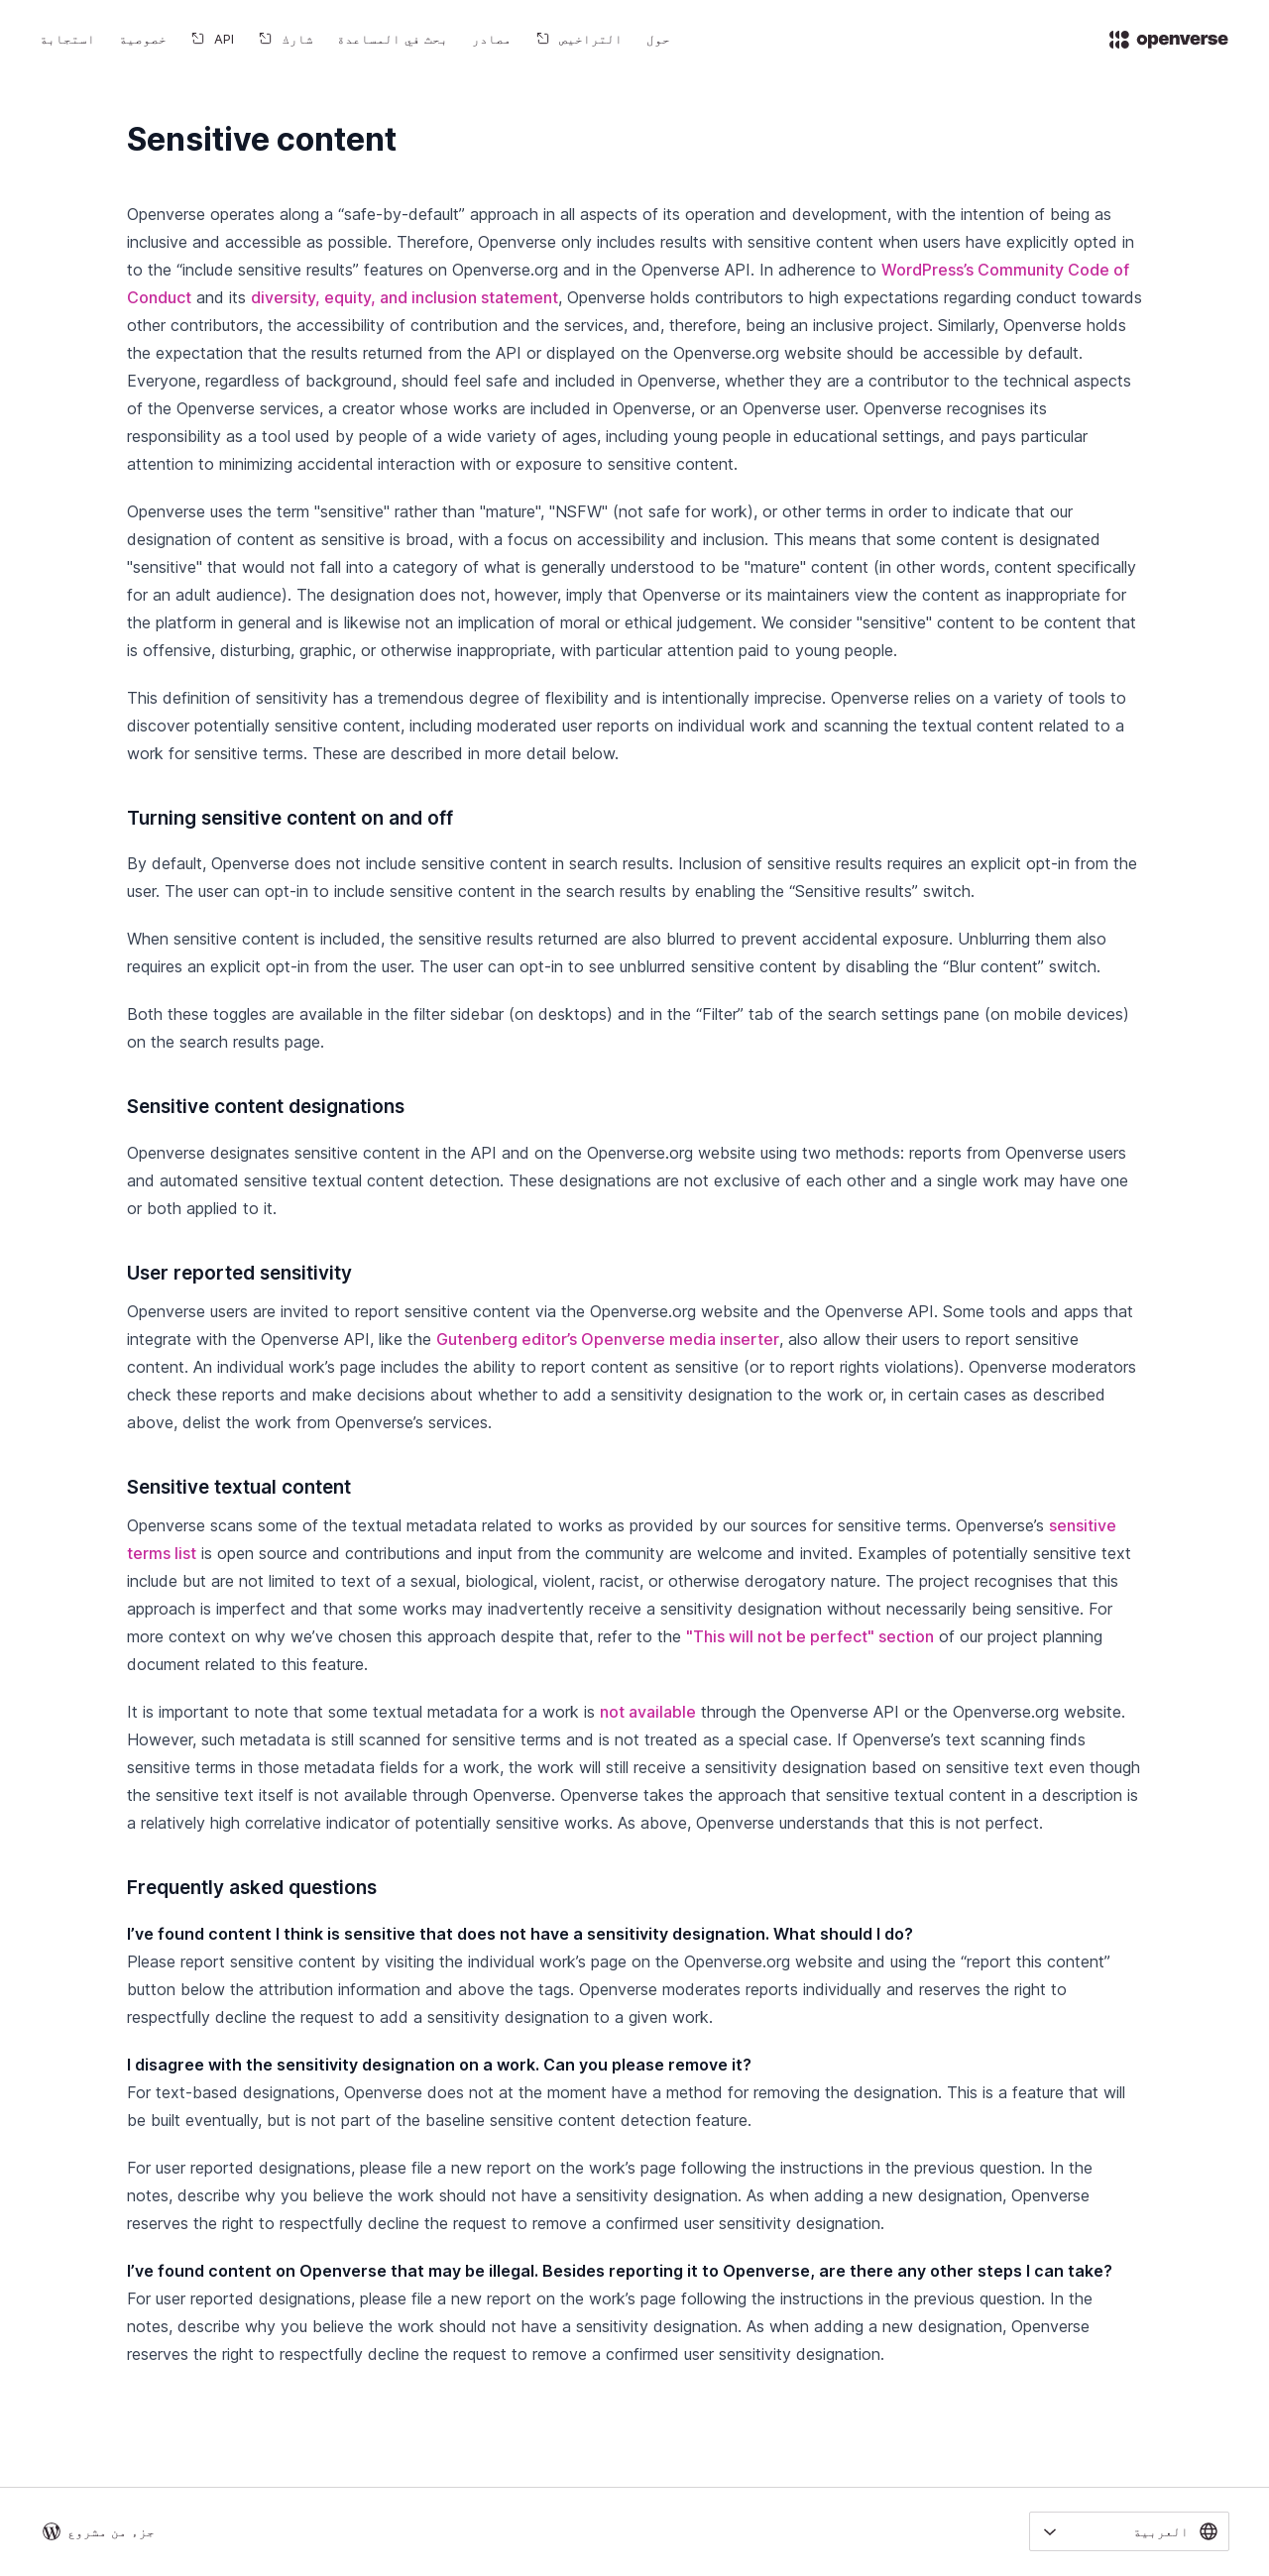 openverse
حول
التراخيص
مصادر
بحث في المساعدة
شارك
API
خصوصية
استجابة
Sensitive content
Openverse operates along a “safe-by-default” approach in all aspects of its operation and development, with the intention of being as
inclusive and accessible as possible. Therefore, Openverse only includes results with sensitive content when users have explicitly opted in
to the “include sensitive results” features on Openverse.org and in the Openverse API. In adherence to WordPress’s Community Code of
Conduct and its diversity, equity, and inclusion statement, Openverse holds contributors to high expectations regarding conduct towards
other contributors, the accessibility of contribution and the services, and, therefore, being an inclusive project. Similarly, Openverse holds
the expectation that the results returned from the API or displayed on the Openverse.org website should be accessible by default.
Everyone, regardless of background, should feel safe and included in Openverse, whether they are a contributor to the technical aspects
of the Openverse services, a creator whose works are included in Openverse, or an Openverse user. Openverse recognises its
responsibility as a tool used by people of a wide variety of ages, including young people in educational settings, and pays particular
attention to minimizing accidental interaction with or exposure to sensitive content.
Openverse uses the term "sensitive" rather than "mature", "NSFW" (not safe for work), or other terms in order to indicate that our
designation of content as sensitive is broad, with a focus on accessibility and inclusion. This means that some content is designated
"sensitive" that would not fall into a category of what is generally understood to be "mature" content (in other words, content specifically
for an adult audience). The designation does not, however, imply that Openverse or its maintainers view the content as inappropriate for
the platform in general and is likewise not an implication of moral or ethical judgement. We consider "sensitive" content to be content that
is offensive, disturbing, graphic, or otherwise inappropriate, with particular attention paid to young people.
This definition of sensitivity has a tremendous degree of flexibility and is intentionally imprecise. Openverse relies on a variety of tools to
discover potentially sensitive content, including moderated user reports on individual work and scanning the textual content related to a
work for sensitive terms. These are described in more detail below.
Turning sensitive content on and off
By default, Openverse does not include sensitive content in search results. Inclusion of sensitive results requires an explicit opt-in from the
user. The user can opt-in to include sensitive content in the search results by enabling the “Sensitive results” switch.
When sensitive content is included, the sensitive results returned are also blurred to prevent accidental exposure. Unblurring them also
requires an explicit opt-in from the user. The user can opt-in to see unblurred sensitive content by disabling the “Blur content” switch.
Both these toggles are available in the filter sidebar (on desktops) and in the “Filter” tab of the search settings pane (on mobile devices)
on the search results page.
Sensitive content designations
Openverse designates sensitive content in the API and on the Openverse.org website using two methods: reports from Openverse users
and automated sensitive textual content detection. These designations are not exclusive of each other and a single work may have one
or both applied to it.
User reported sensitivity
Openverse users are invited to report sensitive content via the Openverse.org website and the Openverse API. Some tools and apps that
integrate with the Openverse API, like the Gutenberg editor’s Openverse media inserter, also allow their users to report sensitive
content. An individual work’s page includes the ability to report content as sensitive (or to report rights violations). Openverse moderators
check these reports and make decisions about whether to add a sensitivity designation to the work or, in certain cases as described
above, delist the work from Openverse’s services.
Sensitive textual content
Openverse scans some of the textual metadata related to works as provided by our sources for sensitive terms. Openverse’s sensitive
terms list is open source and contributions and input from the community are welcome and invited. Examples of potentially sensitive text
include but are not limited to text of a sexual, biological, violent, racist, or otherwise derogatory nature. The project recognises that this
approach is imperfect and that some works may inadvertently receive a sensitivity designation without necessarily being sensitive. For
more context on why we’ve chosen this approach despite that, refer to the "This will not be perfect" section of our project planning
document related to this feature.
It is important to note that some textual metadata for a work is not available through the Openverse API or the Openverse.org website.
However, such metadata is still scanned for sensitive terms and is not treated as a special case. If Openverse’s text scanning finds
sensitive terms in those metadata fields for a work, the work will still receive a sensitivity designation based on sensitive text even though
the sensitive text itself is not available through Openverse. Openverse takes the approach that sensitive textual content in a description is
a relatively high correlative indicator of potentially sensitive works. As above, Openverse understands that this is not perfect.
Frequently asked questions
I’ve found content I think is sensitive that does not have a sensitivity designation. What should I do?
Please report sensitive content by visiting the individual work’s page on the Openverse.org website and using the “report this content”
button below the attribution information and above the tags. Openverse moderates reports individually and reserves the right to
respectfully decline the request to add a sensitivity designation to a given work.
I disagree with the sensitivity designation on a work. Can you please remove it?
For text-based designations, Openverse does not at the moment have a method for removing the designation. This is a feature that will
be built eventually, but is not part of the baseline sensitive content detection feature.
For user reported designations, please file a new report on the work’s page following the instructions in the previous question. In the
notes, describe why you believe the work should not have a sensitivity designation. As when adding a new designation, Openverse
reserves the right to respectfully decline the request to remove a confirmed user sensitivity designation.
I’ve found content on Openverse that may be illegal. Besides reporting it to Openverse, are there any other steps I can take?
For user reported designations, please file a new report on the work’s page following the instructions in the previous question. In the
notes, describe why you believe the work should not have a sensitivity designation. As when adding a new designation, Openverse
reserves the right to respectfully decline the request to remove a confirmed user sensitivity designation.
العربية
جزء من مشروع